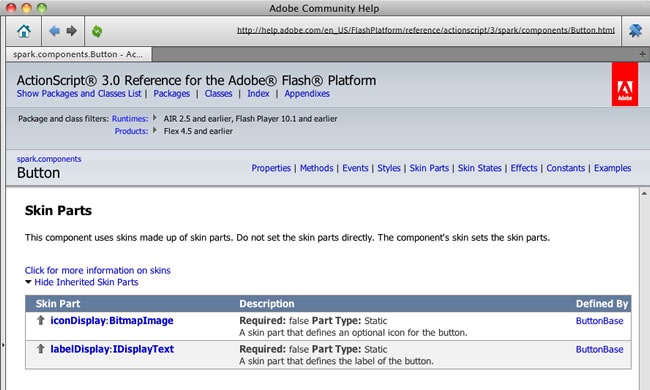 Adobe Community Help
http://help.adobe.com/en_US/FlashPlatform/reference/actionscript/3/spark/components/Button.html
spark.components.Button - Ac...
ActionScript® 3.0 Reference for the Adobe® Flash® Platform
Show Packages and Classes List | Packages | Classes | Index | Appendixes
Adobe
Package and class filters: Runtimes: AIR 2.5 and earlier, Flash Player 10.1 and earlier
Products: Flex 4.5 and earlier
spark.components
Button
Properties | Methods | Events | Styles | Skin Parts | Skin States | Effects | Constants | Examples
Skin Parts
This component uses skins made up of skin parts. Do not set the skin parts directly. The component's skin sets the skin parts.
Click for more information on skins
Hide Inherited Skin Parts
Skin Part Description Defined By
iconDisplay:BitmapImage Required: false Part Type: Static ButtonBase
A skin part that defines an optional icon for the button.
labelDisplay:IDisplayText Required: false Part Type: Static ButtonBase
A skin part that defines the label of the button.